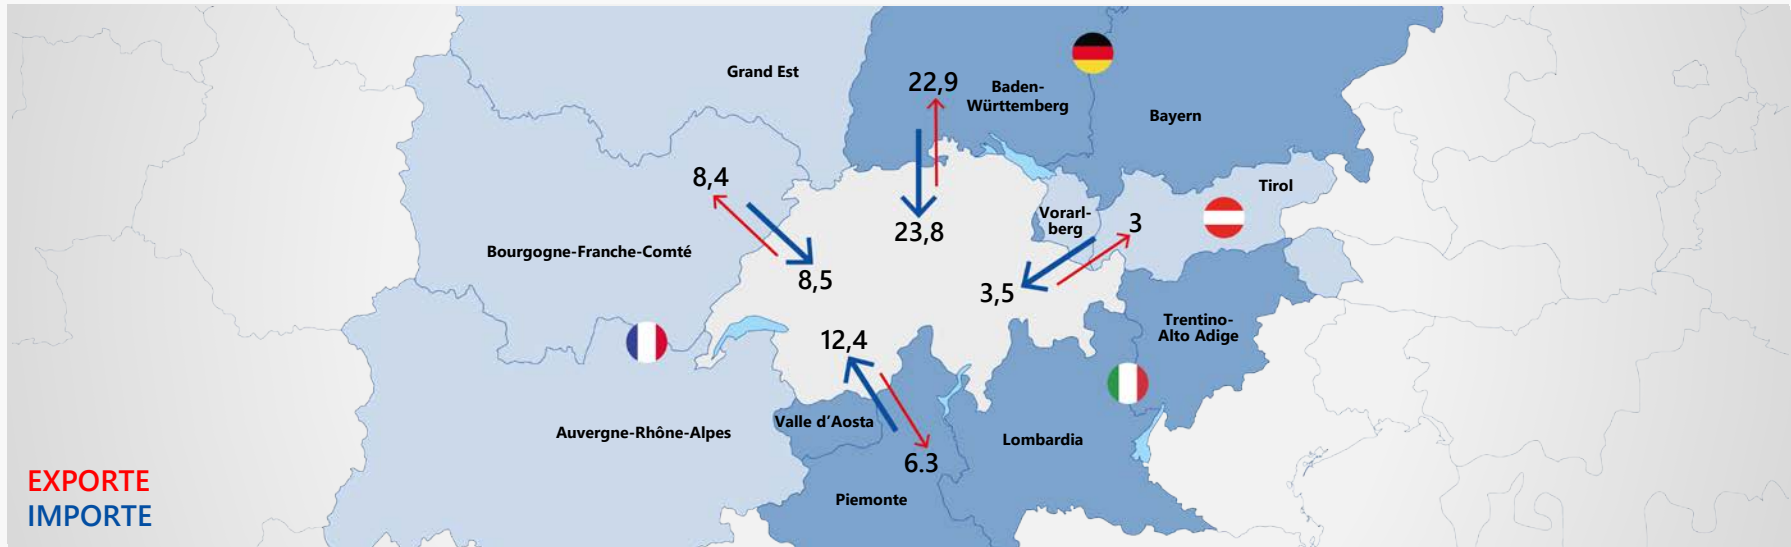 Grand Est
22,9
Baden-
Württemberg
Bayern
8,4
Tirol
Vorarl-
berg
3
23,8
Bourgogne-Franche-Comté
8,5
3,5
Trentino-
Alto Adige
12,4
Valle d'Aosta
Auvergne-Rhône-Alpes
Lombardia
6.3
Piemonte
EXPORTE
IMPORTE